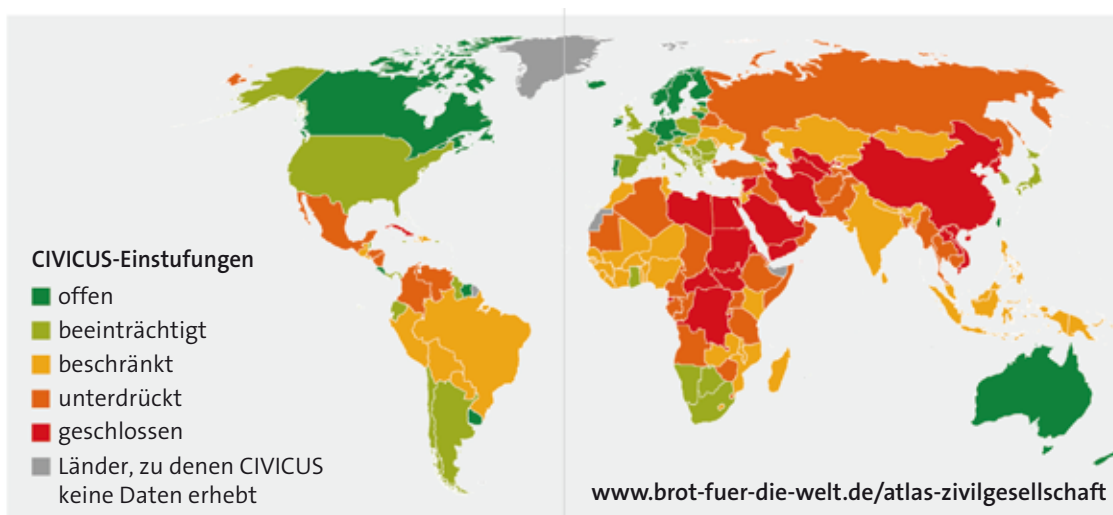 CIVICUS-Einstufungen
offen
beeinträchtigt
beschränkt
unterdrückt
geschlossen
Länder, zu denen CIVICUS
keine Daten erhebt
www.brot-fuer-die-welt.de/atlas-zivilgesellschaft